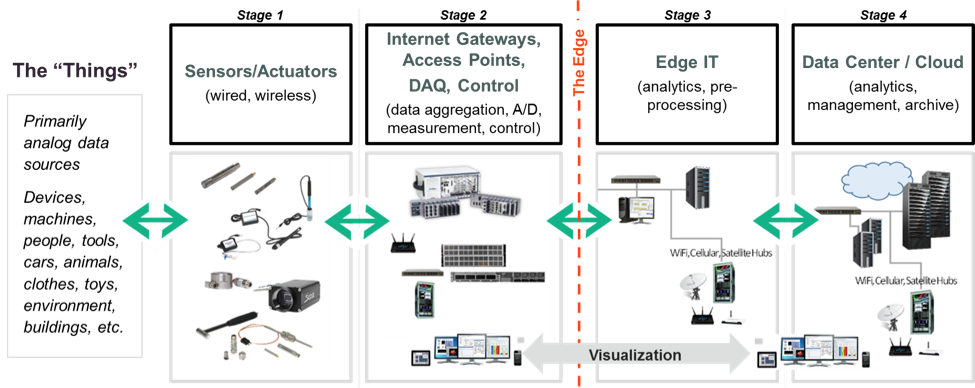 Stage 1
Stage 2
Stage 3
Stage 4
The “Things”
Primarily
analog data
sources
Devices,
machines,
people, tools,
cars, animals,
clothes, toys,
environment,
buildings, etc.
Sensors/Actuators
(wired, wireless)
Internet Gateways,
Access Points,
DAQ, Control
(data aggregation, A/D,
measurement, control)
The Edge
Edge IT
(analytics, pre-
processing)
Data Center / Cloud
(analytics,
management, archive)
WiFi, Cellular, Satellite Hubs
WiFi, Cellular, Satellite Hubs
Visualization